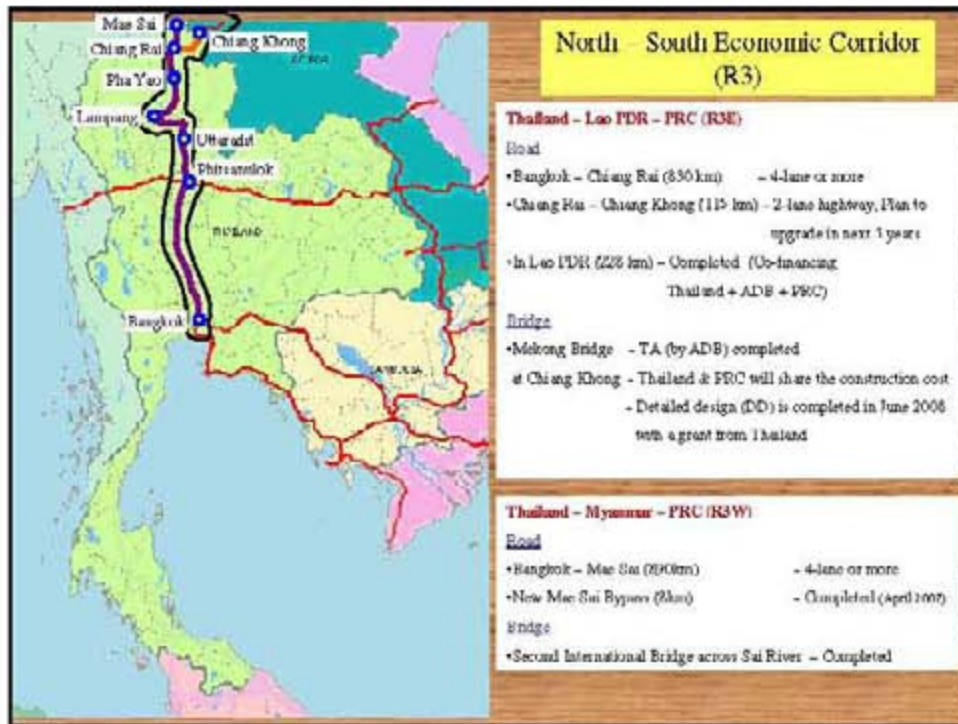 Mae Sai
Chiang Khong
Chiang Rai
Pha Yao
Lampang
Uttaradit
Phitsanulok
THAILAND
Bangkok
CAMBODIA
North – South Economic Corridor
(R3)
Thailand – Lao PDR – PRC (R3E)
Road
•Bangkok – Chiang Rai (830 km) – 4-lane or more
•Chiang Rai – Chiang Khong (115 km) – 2-lane highway, Plan to
upgrade in next years
•In Lao PDR (228 km) – Completed (Co-financing
Thailand + ADB + PRC)
Bridge
•Mekong Bridge – TA (by ADB) completed
at Chiang Khong – Thailand & PRC will share the construction cost
– Detailed design (DD) is completed in June 2008
with a grant from Thailand
Thailand – Myanmar – PRC (R3W)
Road
•Bangkok – Mae Sai (890km) – 4-lane or more
•New Mae Sai Bypass (8km) – Completed (April 2007)
Bridge
•Second International Bridge across Sai River – Completed